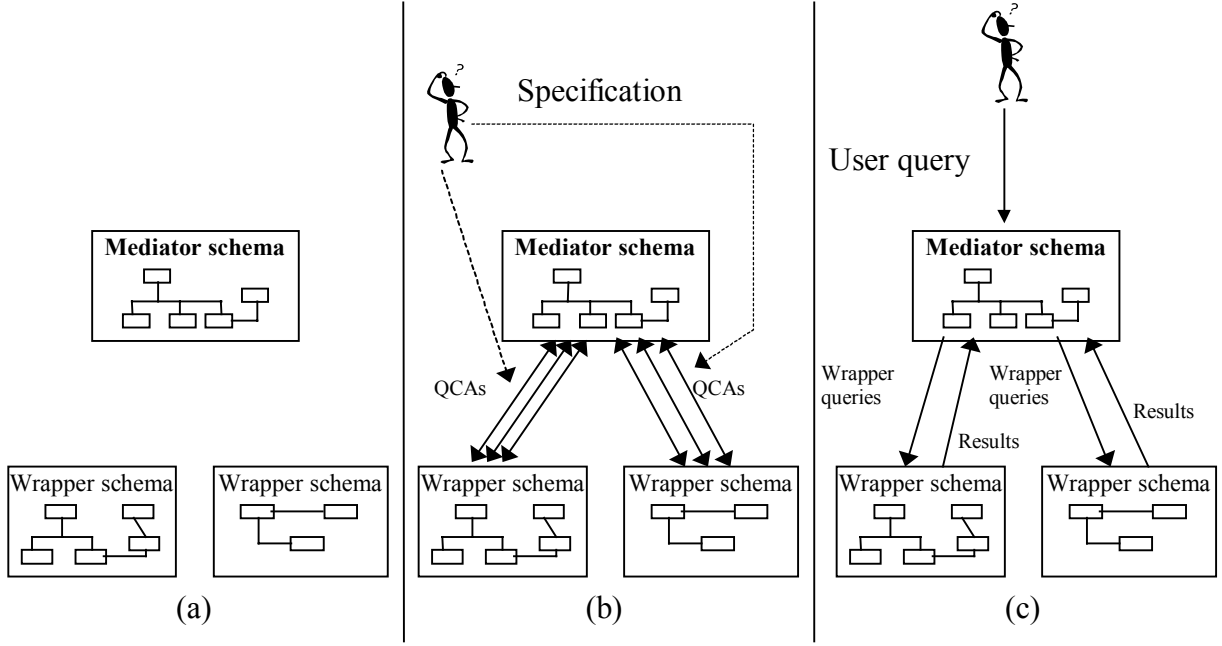 Mediator schema
Wrapper schema
Wrapper schema
(a)
?
Specification
Mediator schema
QCAs
QCAs
Wrapper schema
Wrapper schema
(b)
?
User query
Mediator schema
Wrapper
queries
Wrapper
queries
Results
Results
Wrapper schema
Wrapper schema
(c)